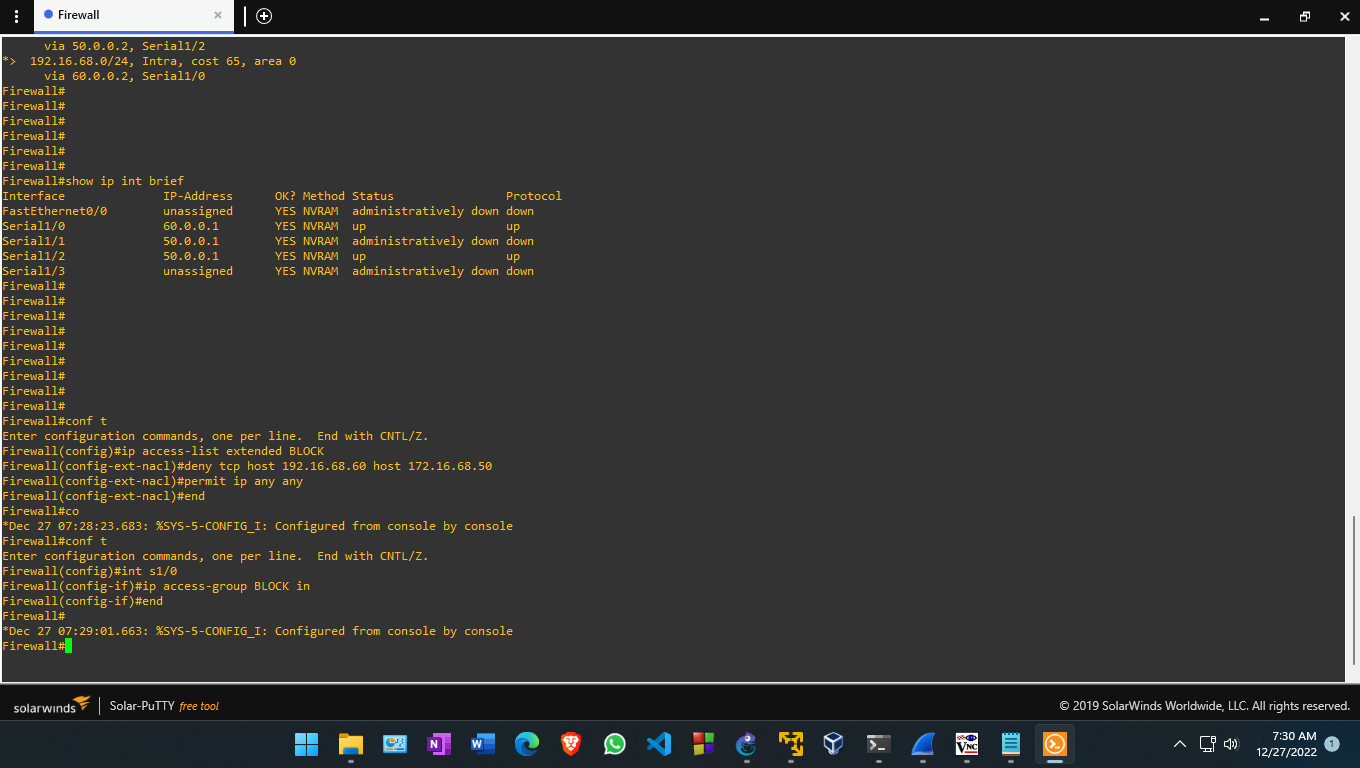 Firewall
via 50.0.0.2, Serial1/2
*>  192.16.68.0/24, Intra, cost 65, area 0
      via 60.0.0.2, Serial1/0
Firewall#
Firewall#
Firewall#
Firewall#
Firewall#
Firewall#
Firewall#show ip int brief
Interface              IP-Address      OK? Method Status                Protocol
FastEthernet0/0        unassigned      YES NVRAM  administratively down down
Serial1/0              60.0.0.1        YES NVRAM  up                    up
Serial1/1              50.0.0.1        YES NVRAM  administratively down down
Serial1/2              50.0.0.1        YES NVRAM  up                    up
Serial1/3              unassigned      YES NVRAM  administratively down down
Firewall#
Firewall#
Firewall#
Firewall#
Firewall#
Firewall#
Firewall#
Firewall#
Firewall#
Firewall#conf t
Enter configuration commands, one per line.  End with CNTL/Z.
Firewall(config)#ip access-list extended BLOCK
Firewall(config-ext-nacl)#deny tcp host 192.16.68.60 host 172.16.68.50
Firewall(config-ext-nacl)#permit ip any any
Firewall(config-ext-nacl)#end
Firewall#co
*Dec 27 07:28:23.683: %SYS-5-CONFIG_I: Configured from console by console
Firewall#conf t
Enter configuration commands, one per line.  End with CNTL/Z.
Firewall(config)#int s1/0
Firewall(config-if)#ip access-group BLOCK in
Firewall(config-if)#end
Firewall#
*Dec 27 07:29:01.663: %SYS-5-CONFIG_I: Configured from console by console
Firewall#
solarwinds Solar-PuTTY free tool © 2019 SolarWinds Worldwide, LLC. All rights reserved.
N W VNC 7:30 AM 1
12/27/2022